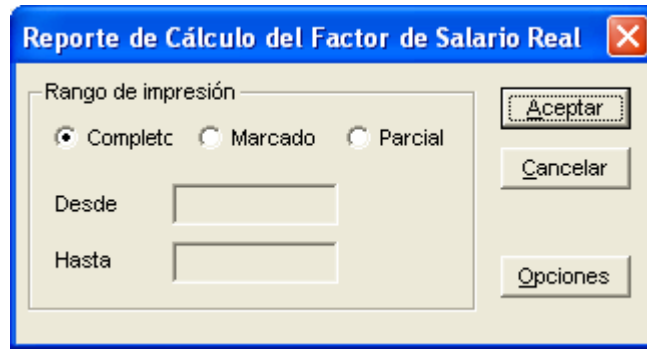 Reporte de Cálculo del Factor de Salario Real
Rango de impresión
Completc Marcado Parcial
Desde
Hasta
Aceptar
Cancelar
Opciones